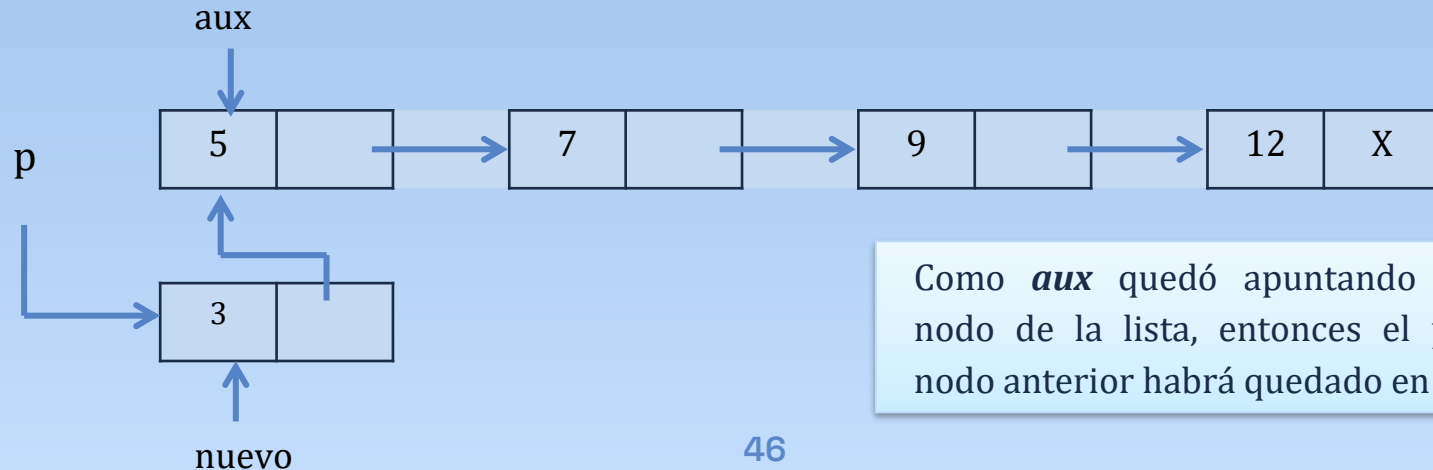 aux
p
5 7 9 12 X
3
nuevo
Como aux quedó apuntando
nodo de la lista, entonces el
nodo anterior habrá quedado en
46